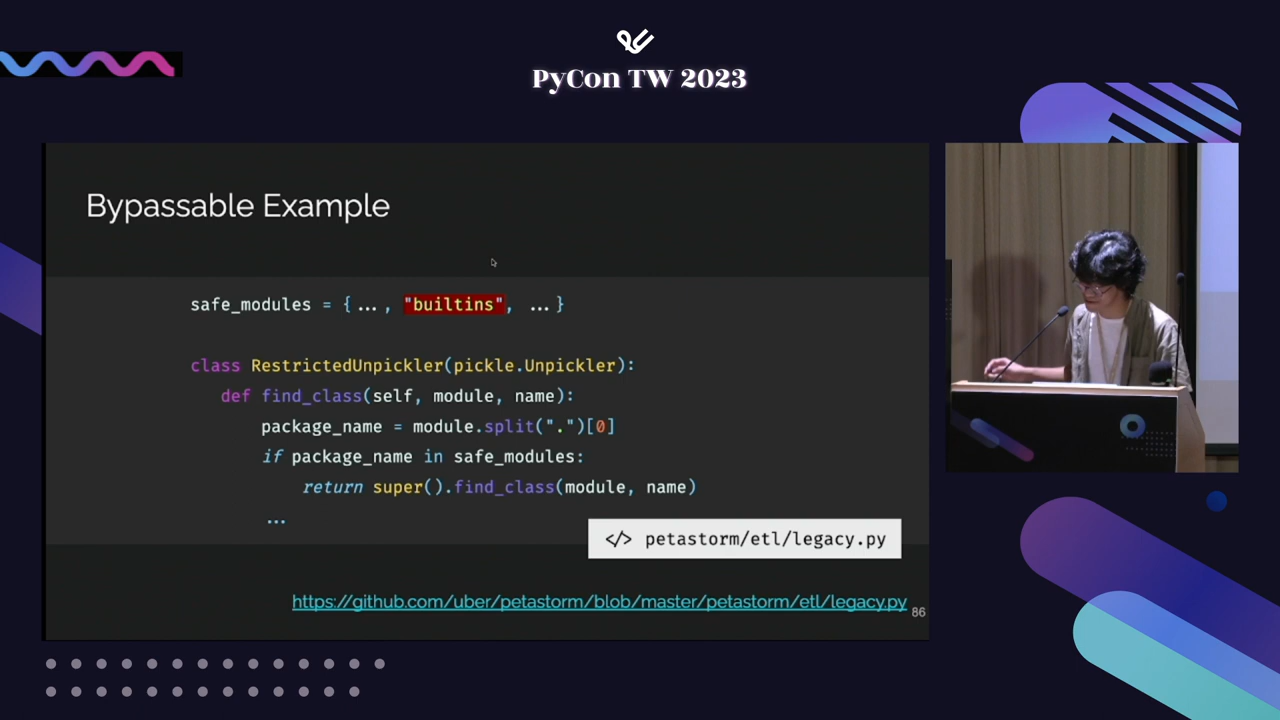 PyCon TW 2023
Bypassable Example
safe_modules = {..., "builtins", ...}
class RestrictedUnpickler(pickle.Unpickler):
def find_class(self, module, name):
package_name = module.split(".")[0]
if package_name in safe_modules:
return super().find_class(module, name)
...
</> petastorm/etl/legacy.py
https://github.com/uber/petastorm/blob/master/petastorm/etl/legacy.py
86